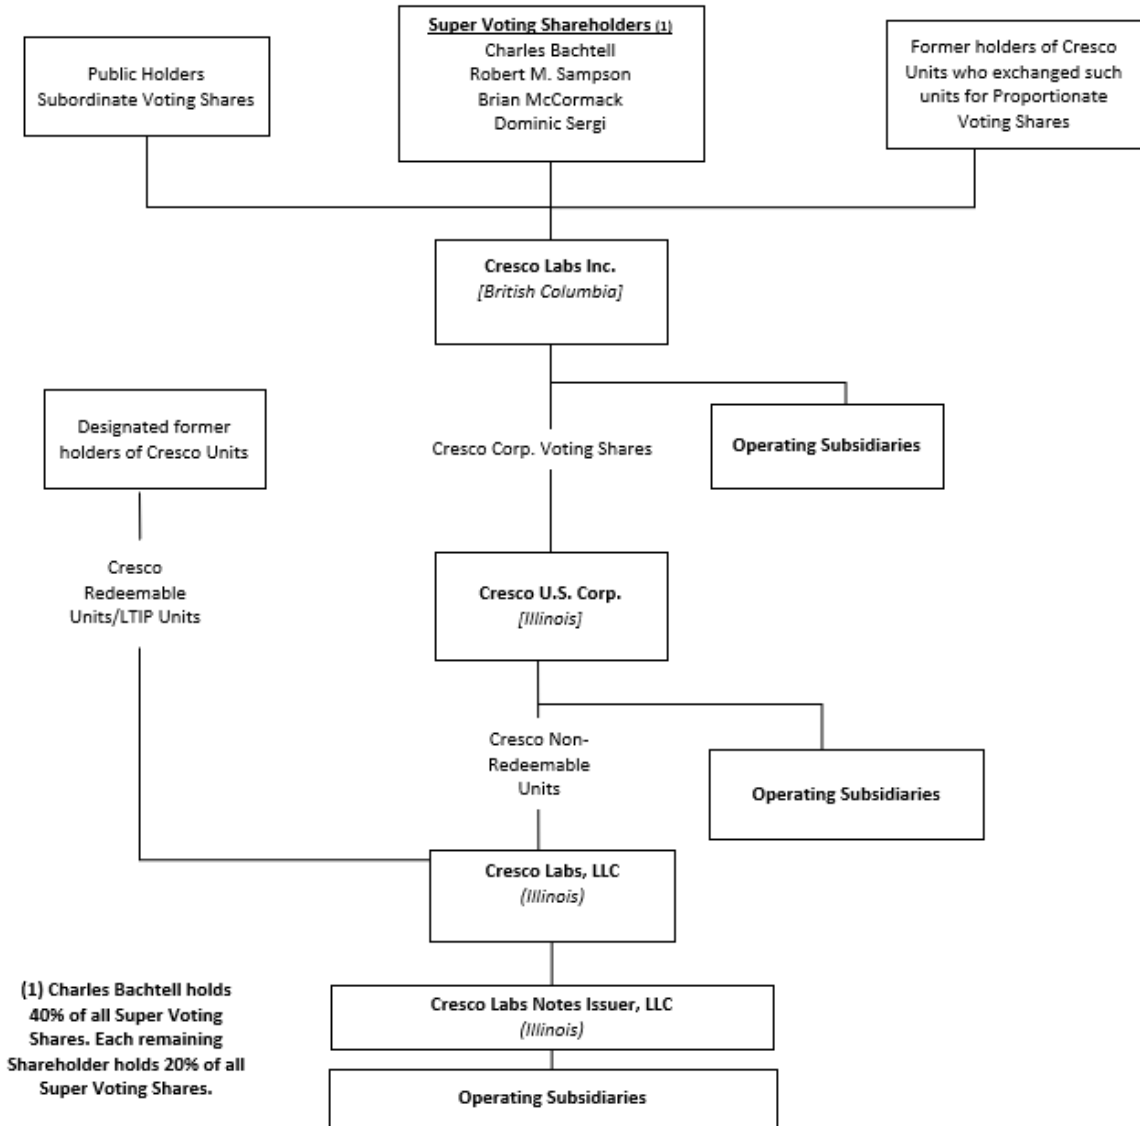 Super Voting Shareholders (1)
Charles Bachtell
Robert M. Sampson
Brian McCormack
Dominic Sergi
Public Holders
Subordinate Voting Shares
Former holders of Cresco
Units who exchanged such
units for Proportionate
Voting Shares
Cresco Labs Inc.
[British Columbia]
Designated former
holders of Cresco Units
Cresco Corp. Voting Shares
Operating Subsidiaries
Cresco
Redeemable
Units/LTIP Units
Cresco U.S. Corp.
[Illinois]
Cresco Non-
Redeemable
Units
Operating Subsidiaries
Cresco Labs, LLC
(Illinois)
(1) Charles Bachtell holds
40% of all Super Voting
Shares. Each remaining
Shareholder holds 20% of all
Super Voting Shares.
Cresco Labs Notes Issuer, LLC
(Illinois)
Operating Subsidiaries